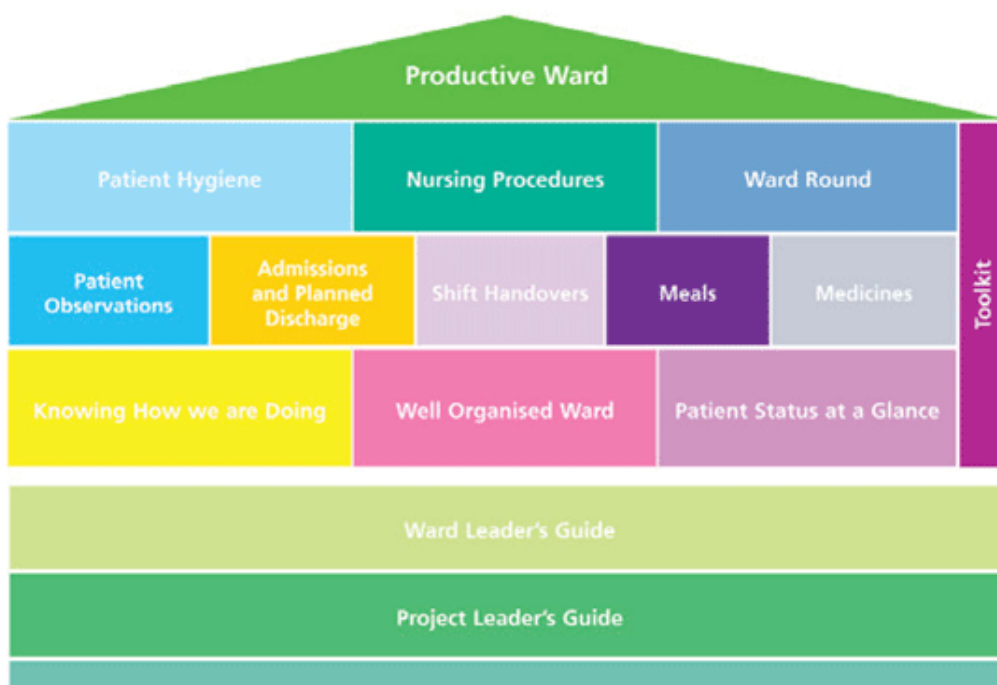 Productive Ward
Patient Hygiene
Nursing Procedures
Ward Round
Patient
Observations
Admissions
and Planned
Discharge
Shift Handovers
Meals
Medicines
Toolkit
Knowing How we are Doing
Well Organised Ward
Patient Status at a Glance
Ward Leader's Guide
Project Leader's Guide